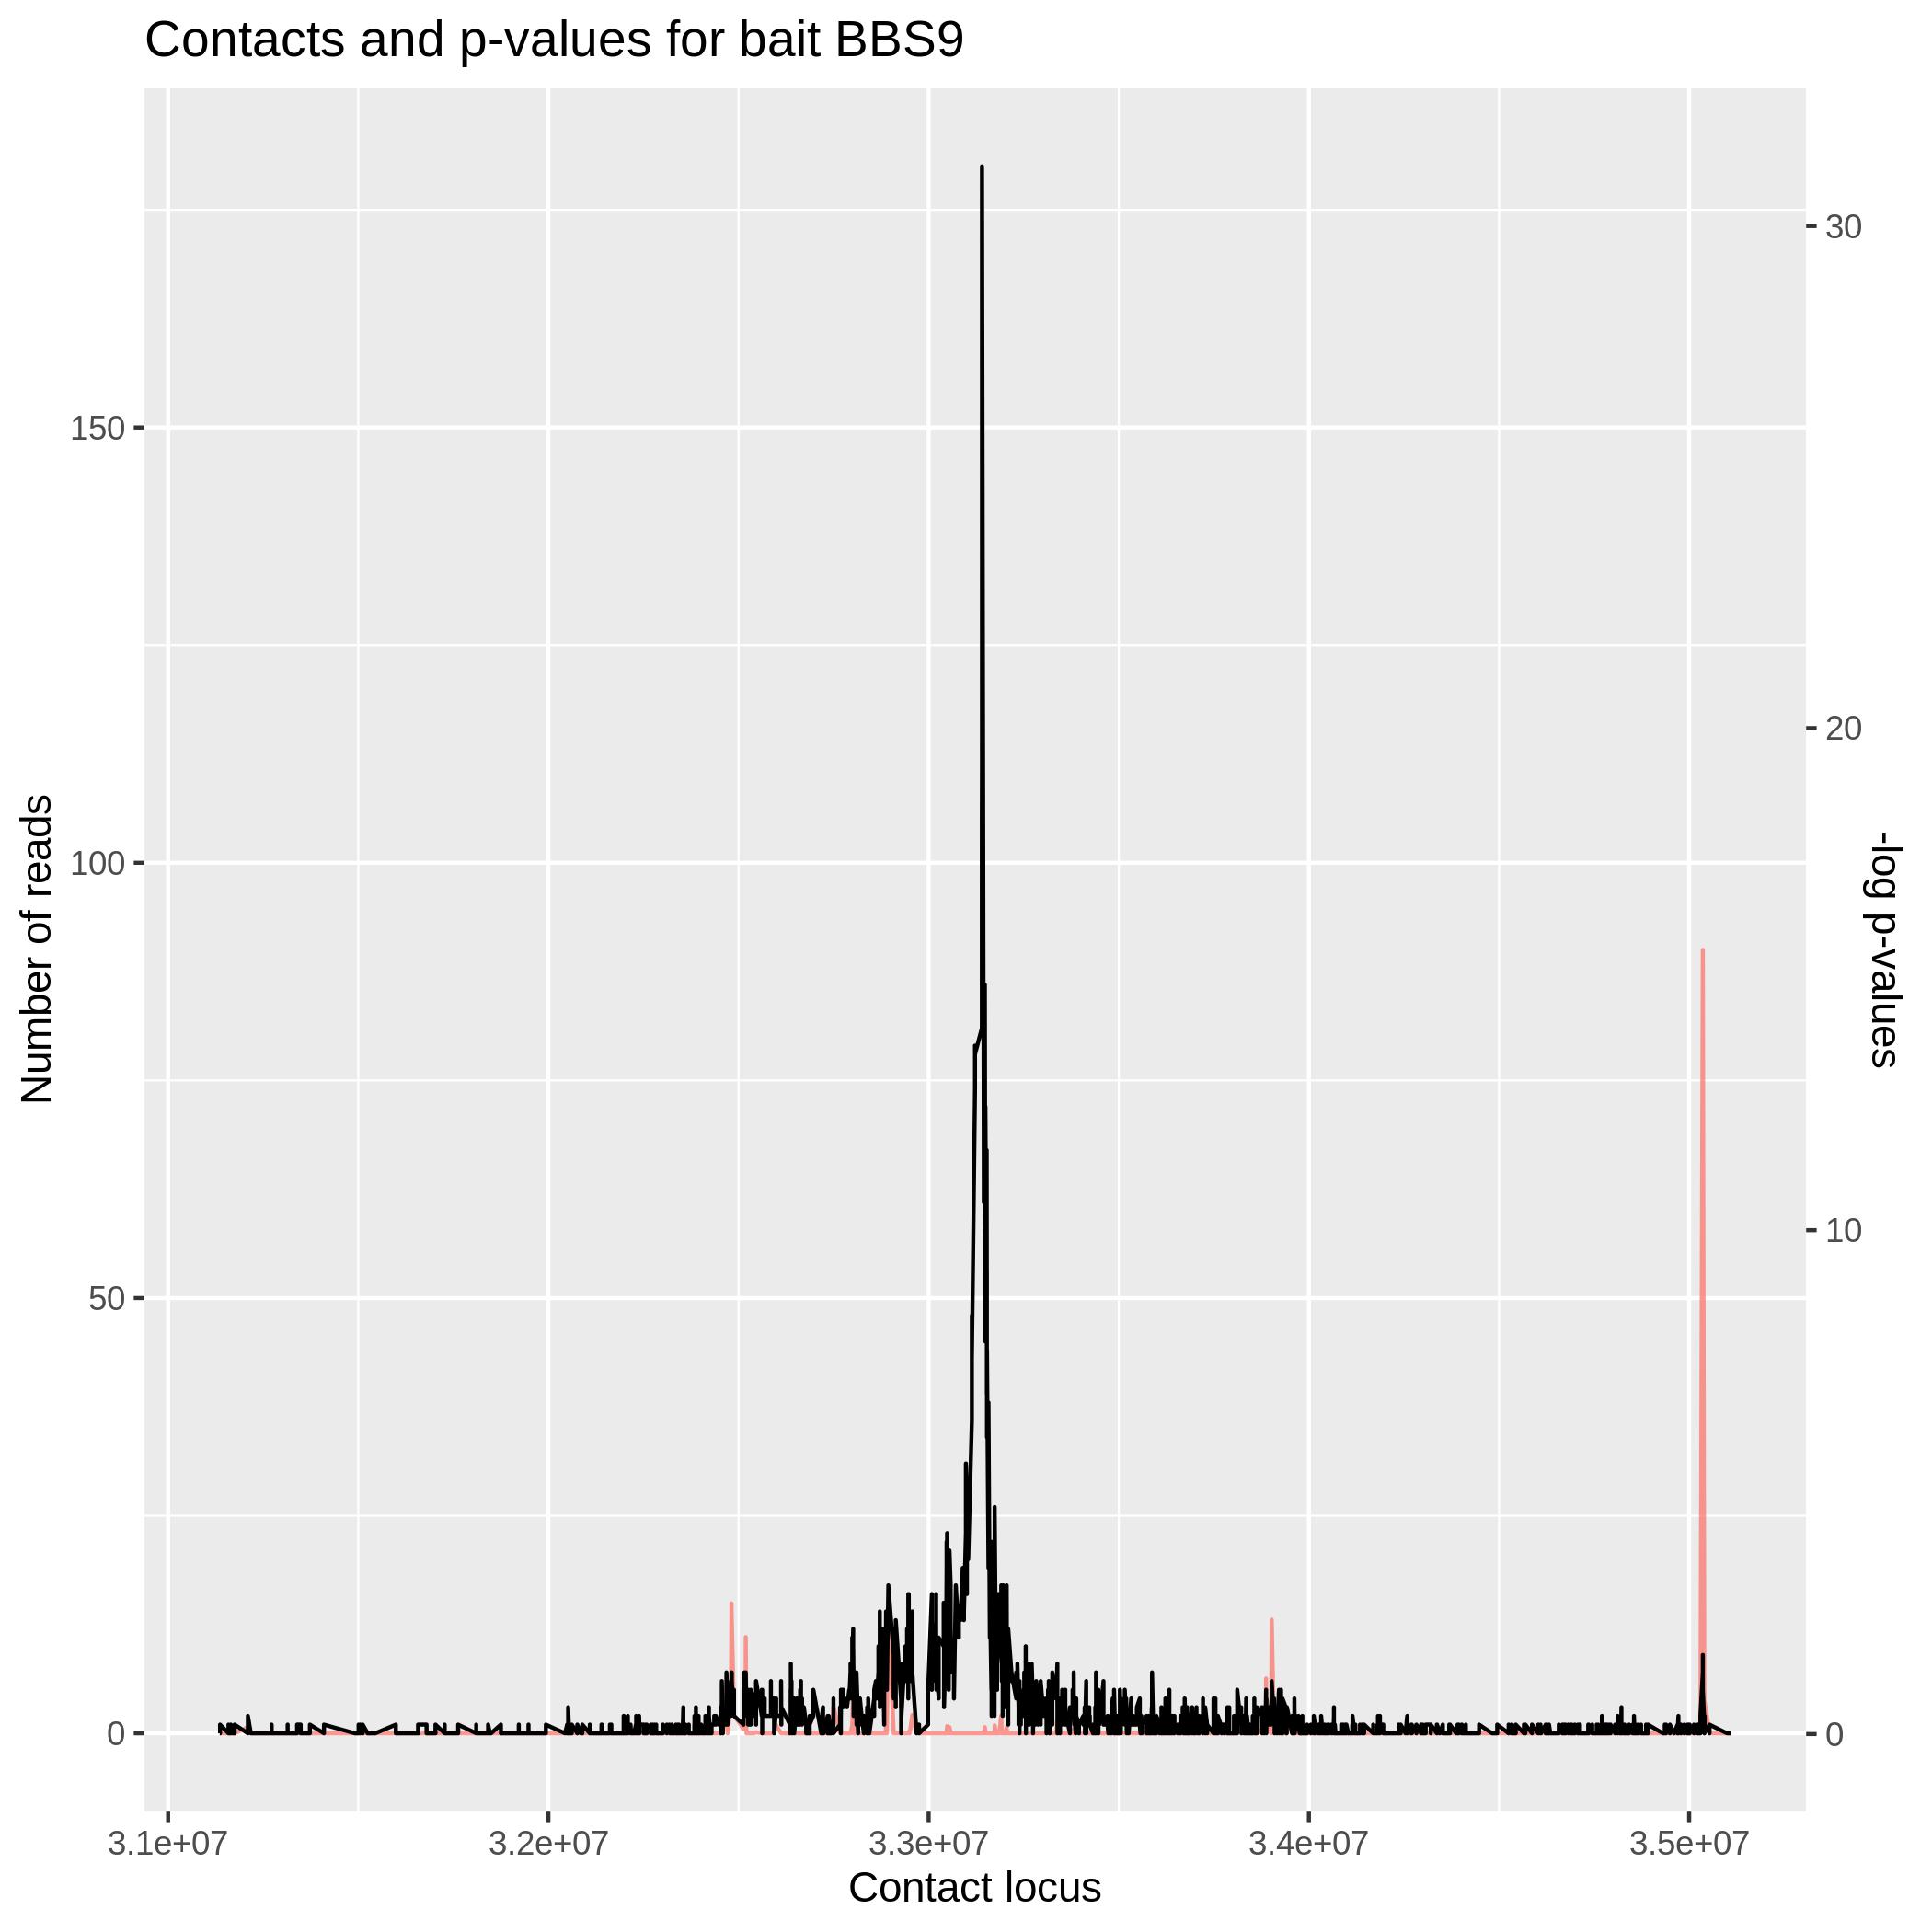 Contacts and p-values for bait BBS9
Number of reads
150
100
50
0
30
20
10
0
-log p-values
3.1e+07
3.2e+07
3.3e+07
3.4e+07
3.5e+07
Contact locus